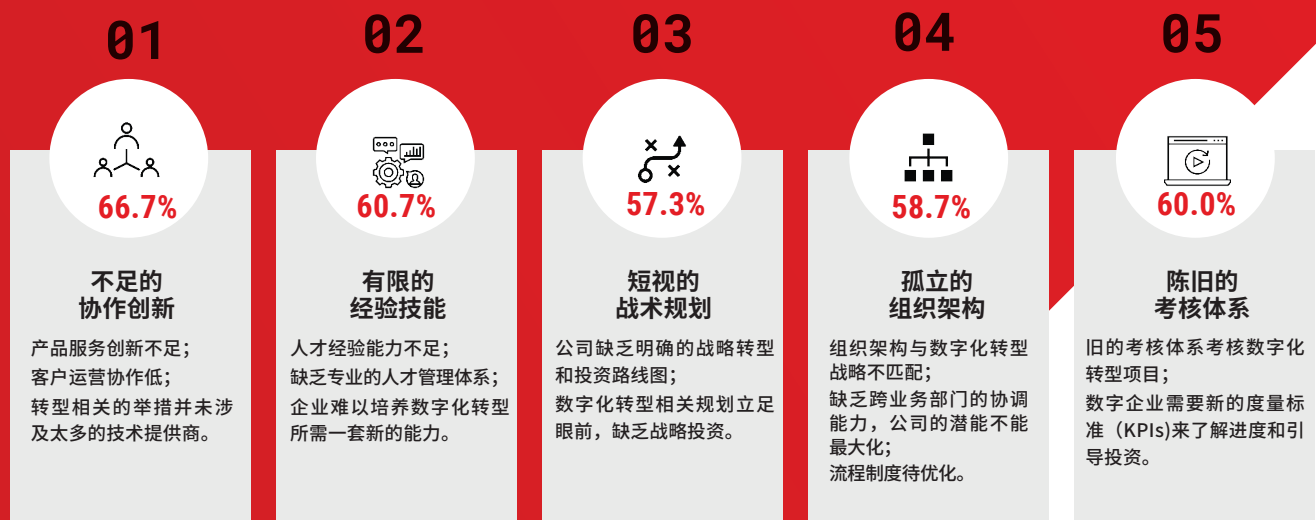 01
66.7%
不足的
协作创新
产品服务创新不足；
客户运营协作低；
转型相关的举措并未涉
及太多的技术提供商。
02
60.7%
有限的
经验技能
人才经验能力不足；
缺乏专业的人才管理体系；
企业难以培养数字化转型
所需一套新的能力。
03
57.3%
短视的
战术规划
公司缺乏明确的战略转型
和投资路线图；
数字化转型相关规划立足
眼前，缺乏战略投资。
04
58.7%
孤立的
组织架构
组织架构与数字化转型
战略不匹配；
缺乏跨业务部门的协调
能力，公司的潜能不能
最大化；
流程制度待优化。
05
60.0%
陈旧的
考核体系
旧的考核体系考核数字化
转型项目；
数字企业需要新的度量标
准（KPIs)来了解进度和引
导投资。